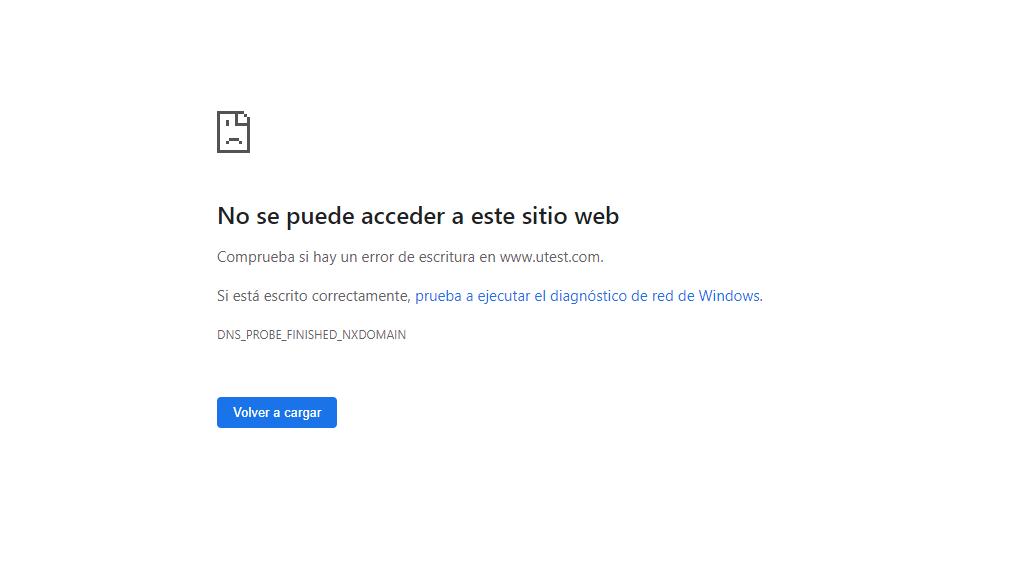 No se puede acceder a este sitio web
Comprueba si hay un error de escritura en www.utest.com.
Si está escrito correctamente, prueba a ejecutar el diagnóstico de red de Windows.
DNS_PROBE_FINISHED_NXDOMAIN
Volver a cargar